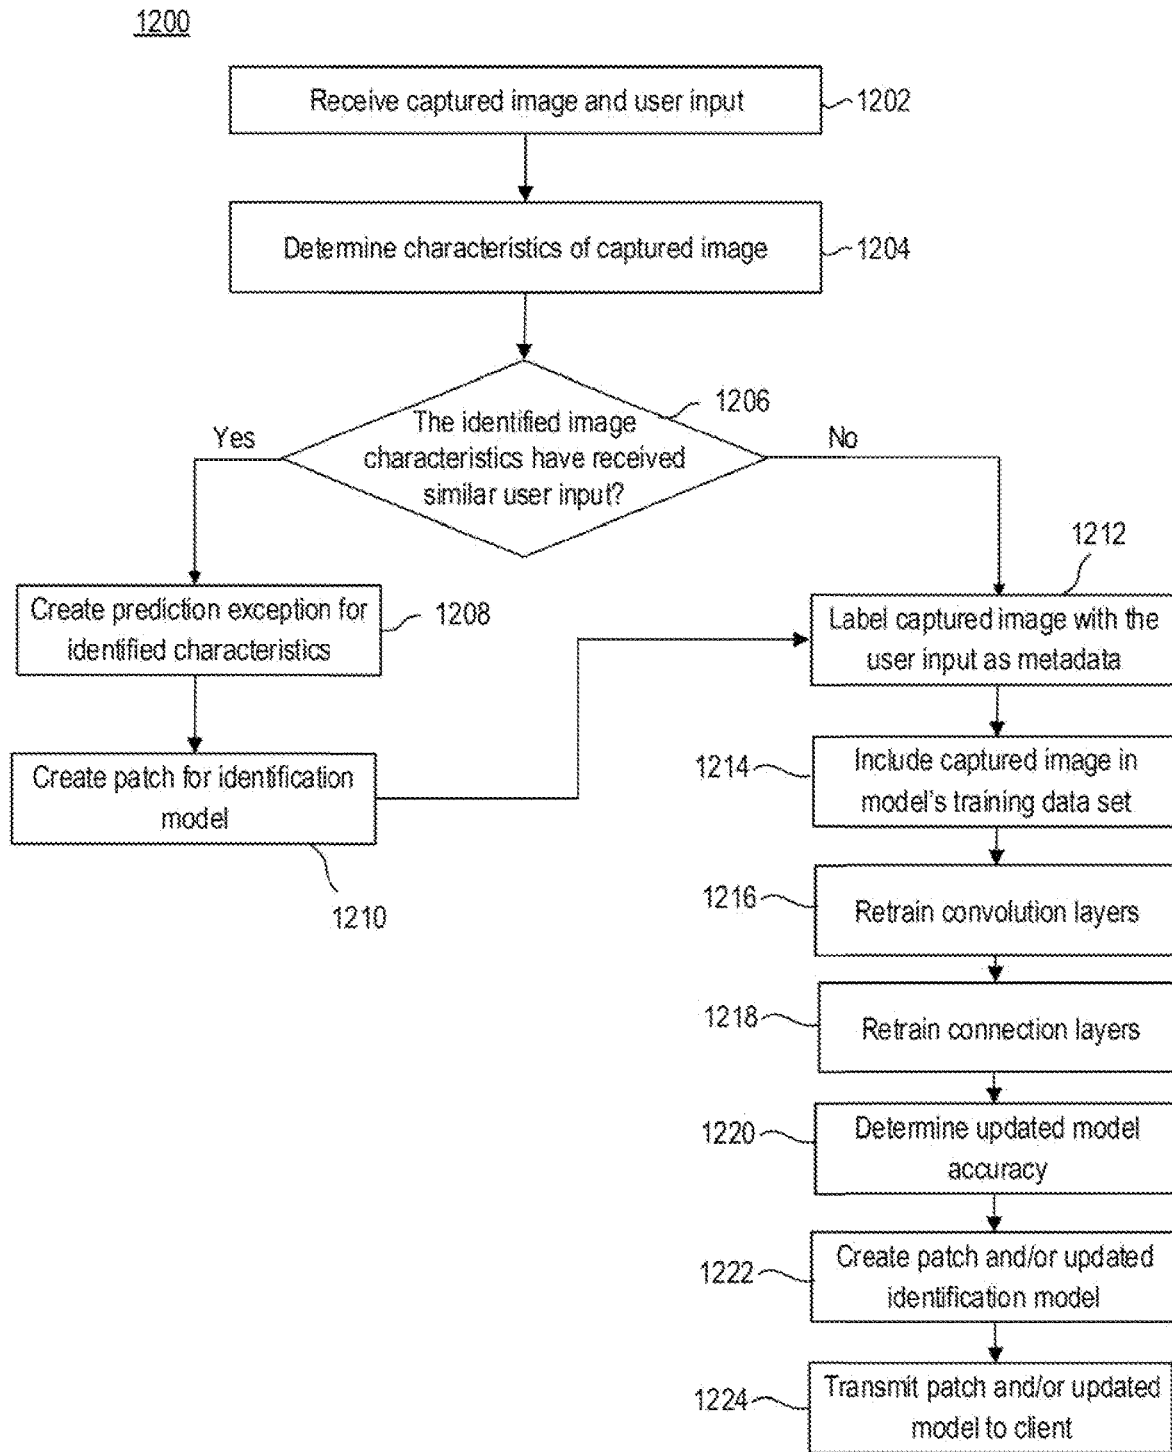 1200
Receive captured image and user input
1202
Determine characteristics of captured image
1204
The identified image
characteristics have received
similar user input?
1206
Yes
No
Create prediction exception for
identified characteristics
1208
Create patch for identification
model
1210
1212
Label captured image with the
user input as metadata
1214
Include captured image in
model's training data set
1216
Retrain convolution layers
1218
Retrain connection layers
1220
Determine updated model
accuracy
1222
Create patch and/or updated
identification model
1224
Transmit patch and/or updated
model to client